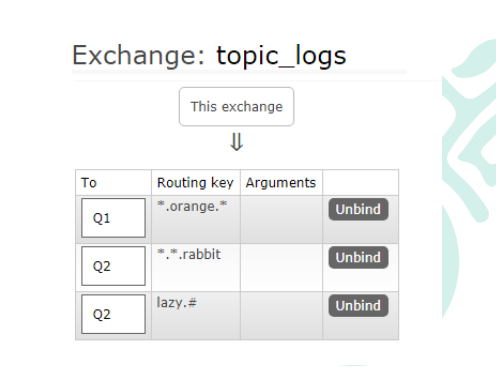 Exchange: topic_logs
This exchange
⇓
To Routing key Arguments
Q1 *.orange.* Unbind
Q2 *.*.rabbit Unbind
Q2 lazy.# Unbind